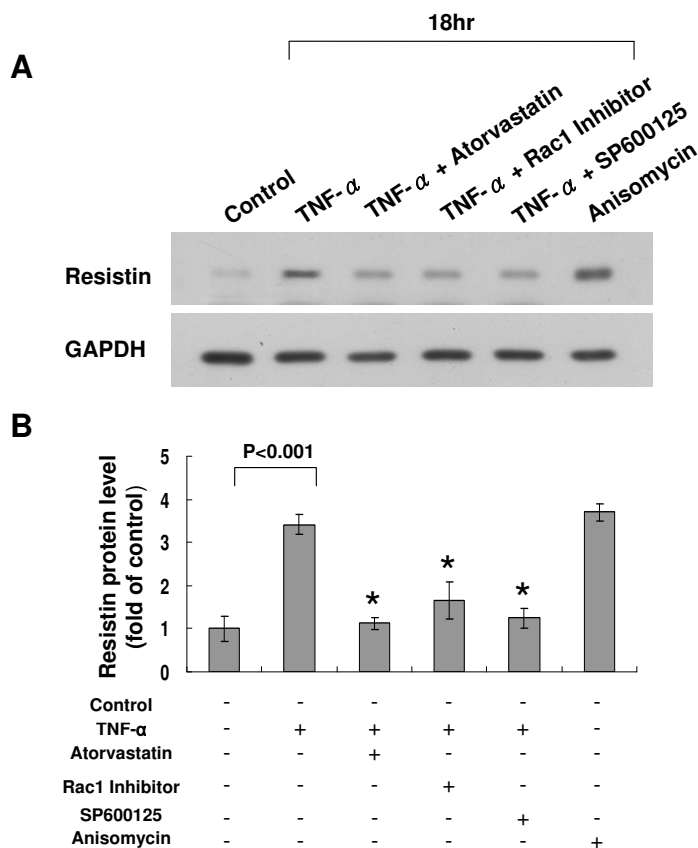 18hr
A
Control
TNF-α
TNF-α + Atorvastatin
TNF-α + Rac1 Inhibitor
TNF-α + SP600125
Anisomycin
Resistin
GAPDH
B
P<0.001
Resistin protein level
(fold of control)
5
4
3
2
1
0
* * *
Control - - - - - -
TNF-α - + + + + -
Atorvastatin - - + - - -
Rac1 Inhibitor - - - + - -
SP600125 - - - - + -
Anisomycin - - - - - +